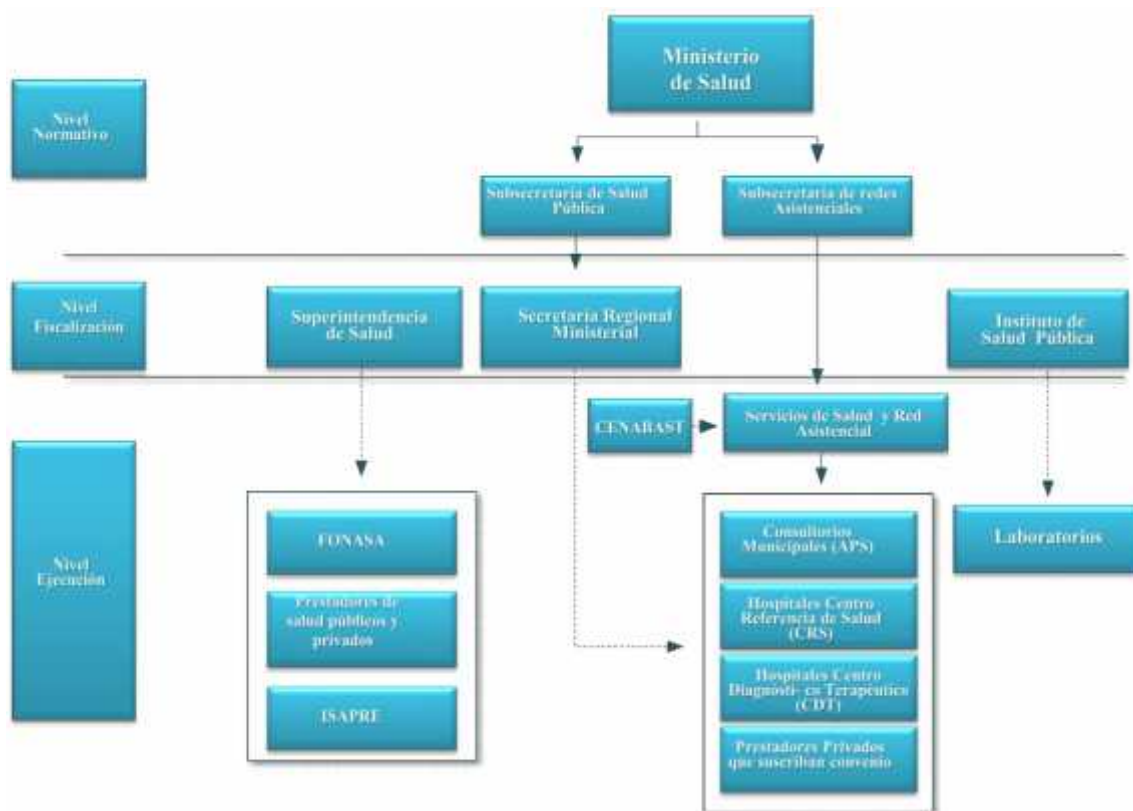 Ministerio
de Salud
Nivel
Normativo
Subsecretaría de Salud
Pública
Subsecretaria de redes
Asistenciales
Nivel
Fiscalización
Superintendencia
de Salud
Secretaría Regional
Ministerial
Instituto de
Salud Pública
CENABAST
Servicios de Salud y Red
Asistencial
Nivel
Ejecución
FONASA
Prestadores de
salud públicos y
privados
ISAPRE
Consultorios
Municipales (APS)
Hospitales Centro
Referencia de Salud
(CRS)
Hospitales Centro
Diagnósti- co Terapéutico
(CDT)
Prestadores Privados
que suscriban convenio
Laboratorios